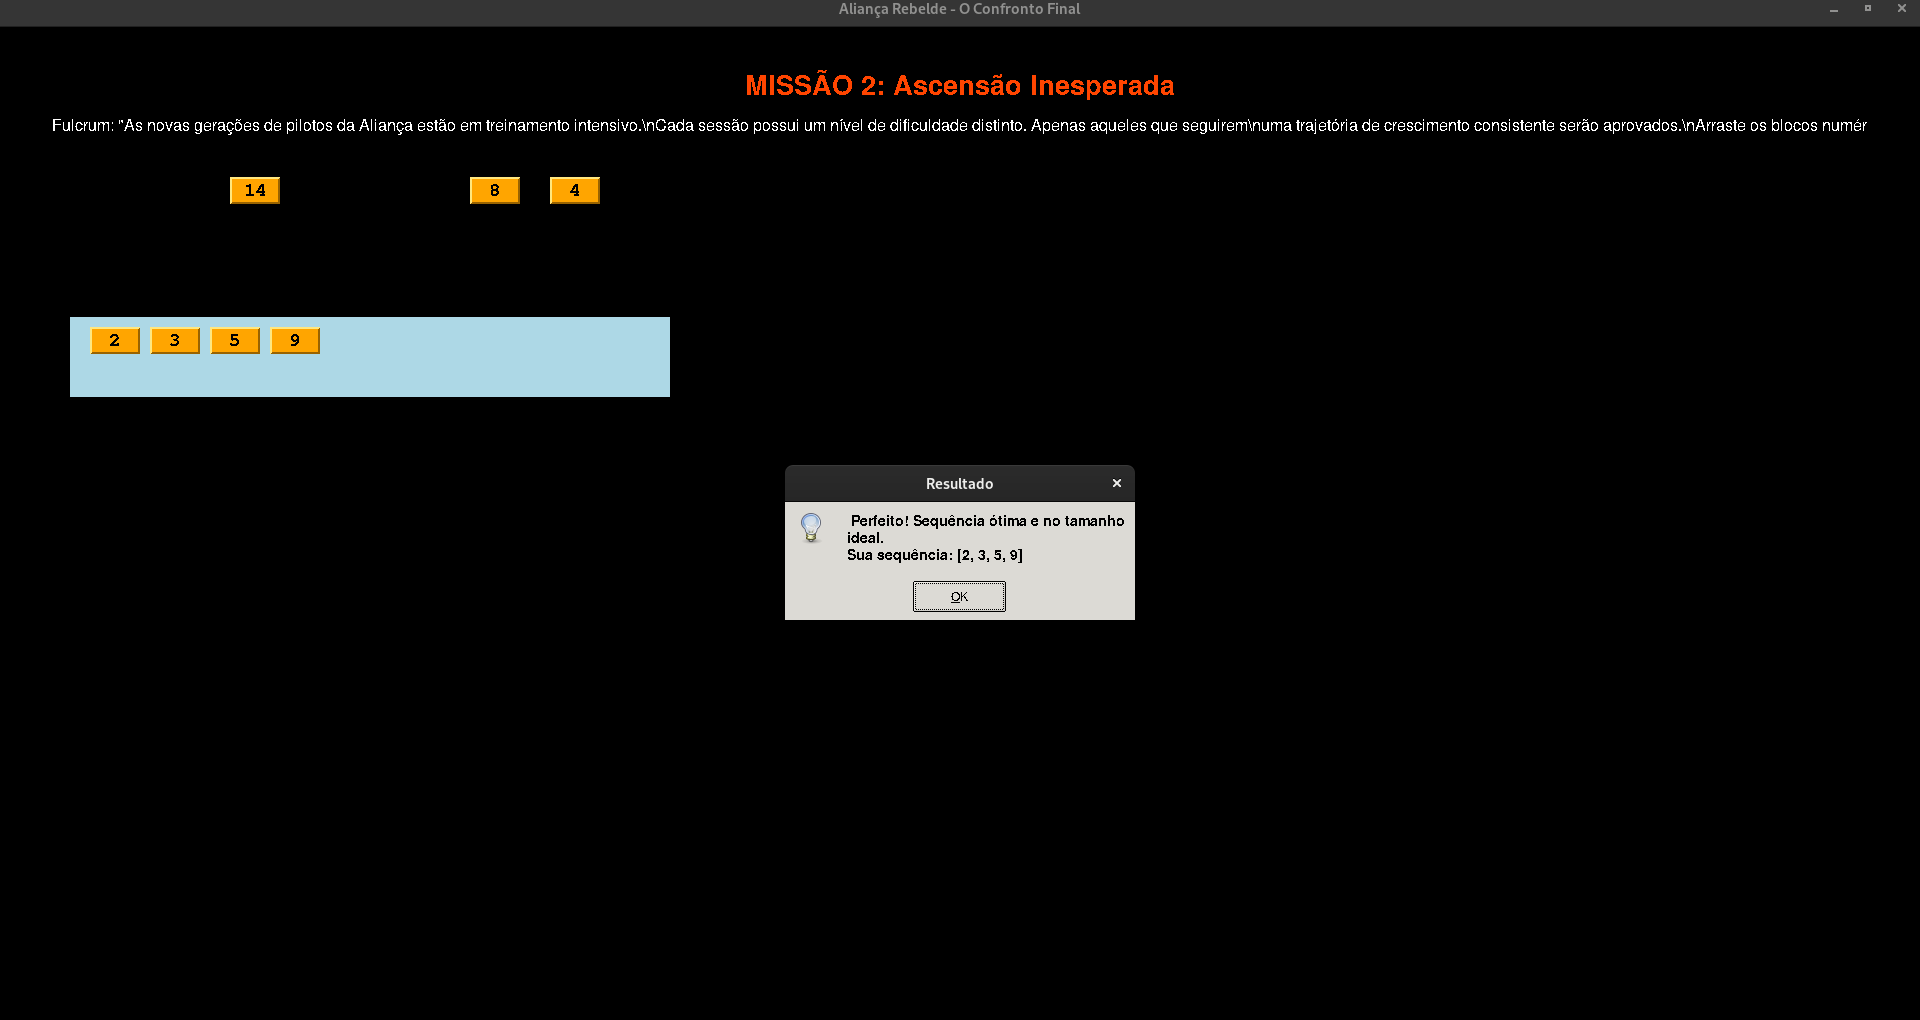 Aliança Rebelde - O Confronto Final
MISSÃO 2: Ascensão Inesperada
Fulcrum: "As novas gerações de pilotos da Aliança estão em treinamento intensivo.\nCada sessão possui um nível de dificuldade distinto. Apenas aqueles que seguirem\numa trajetória de crescimento consistente serão aprovados.\nArraste os blocos numér
14 8 4
2 3 5 9
Resultado
Perfeito! Sequência ótima e no tamanho
ideal.
Sua sequência: [2, 3, 5, 9]
OK